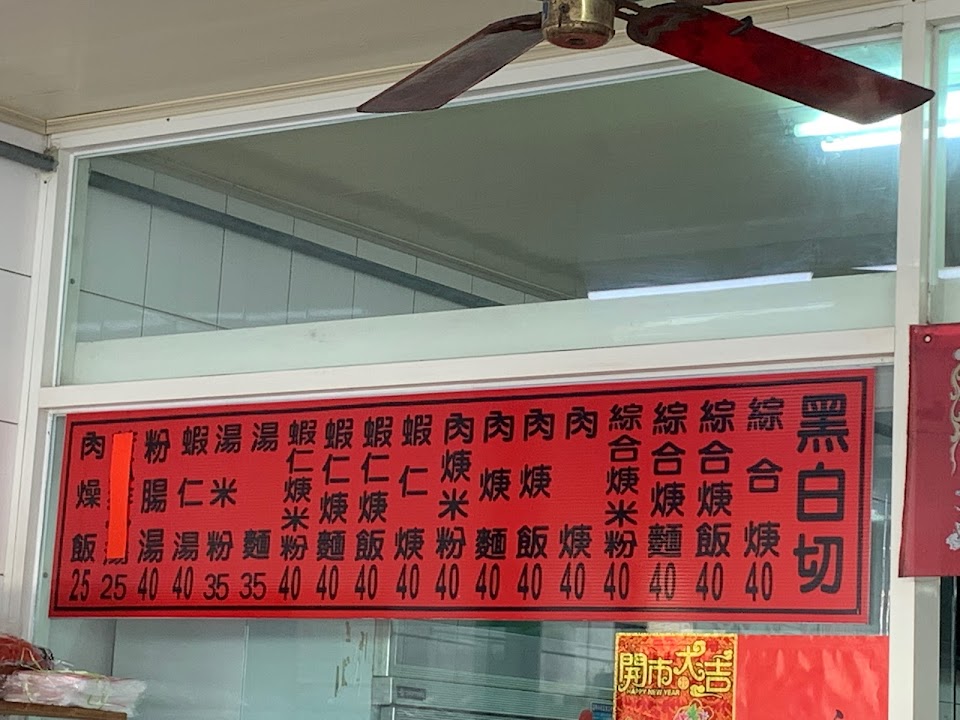 黑白切
綜合焿 40
綜合焿飯 40
綜合焿麵 40
綜合焿米粉 40
肉焿 40
肉焿飯 40
肉焿麵 40
肉焿米粉 40
蝦仁焿 40
蝦仁焿飯 40
蝦仁焿麵 40
蝦仁焿米粉 40
湯麵 35
湯米粉 35
蝦仁湯 40
粉腸湯 40
湯 25
肉燥飯 25
開市大吉
HAPPY NEW YEAR